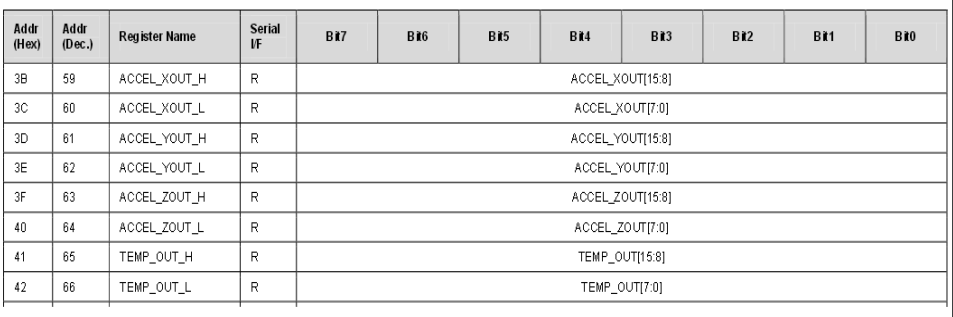 Addr (Hex) Addr (Dec.) Register Name Serial I/F Bit7 Bit6 Bit5 Bit4 Bit3 Bit2 Bit1 Bit0
3B 59 ACCEL_XOUT_H R ACCEL_XOUT[15:8]
3C 60 ACCEL_XOUT_L R ACCEL_XOUT[7:0]
3D 61 ACCEL_YOUT_H R ACCEL_YOUT[15:8]
3E 62 ACCEL_YOUT_L R ACCEL_YOUT[7:0]
3F 63 ACCEL_ZOUT_H R ACCEL_ZOUT[15:8]
40 64 ACCEL_ZOUT_L R ACCEL_ZOUT[7:0]
41 65 TEMP_OUT_H R TEMP_OUT[15:8]
42 66 TEMP_OUT_L R TEMP_OUT[7:0]